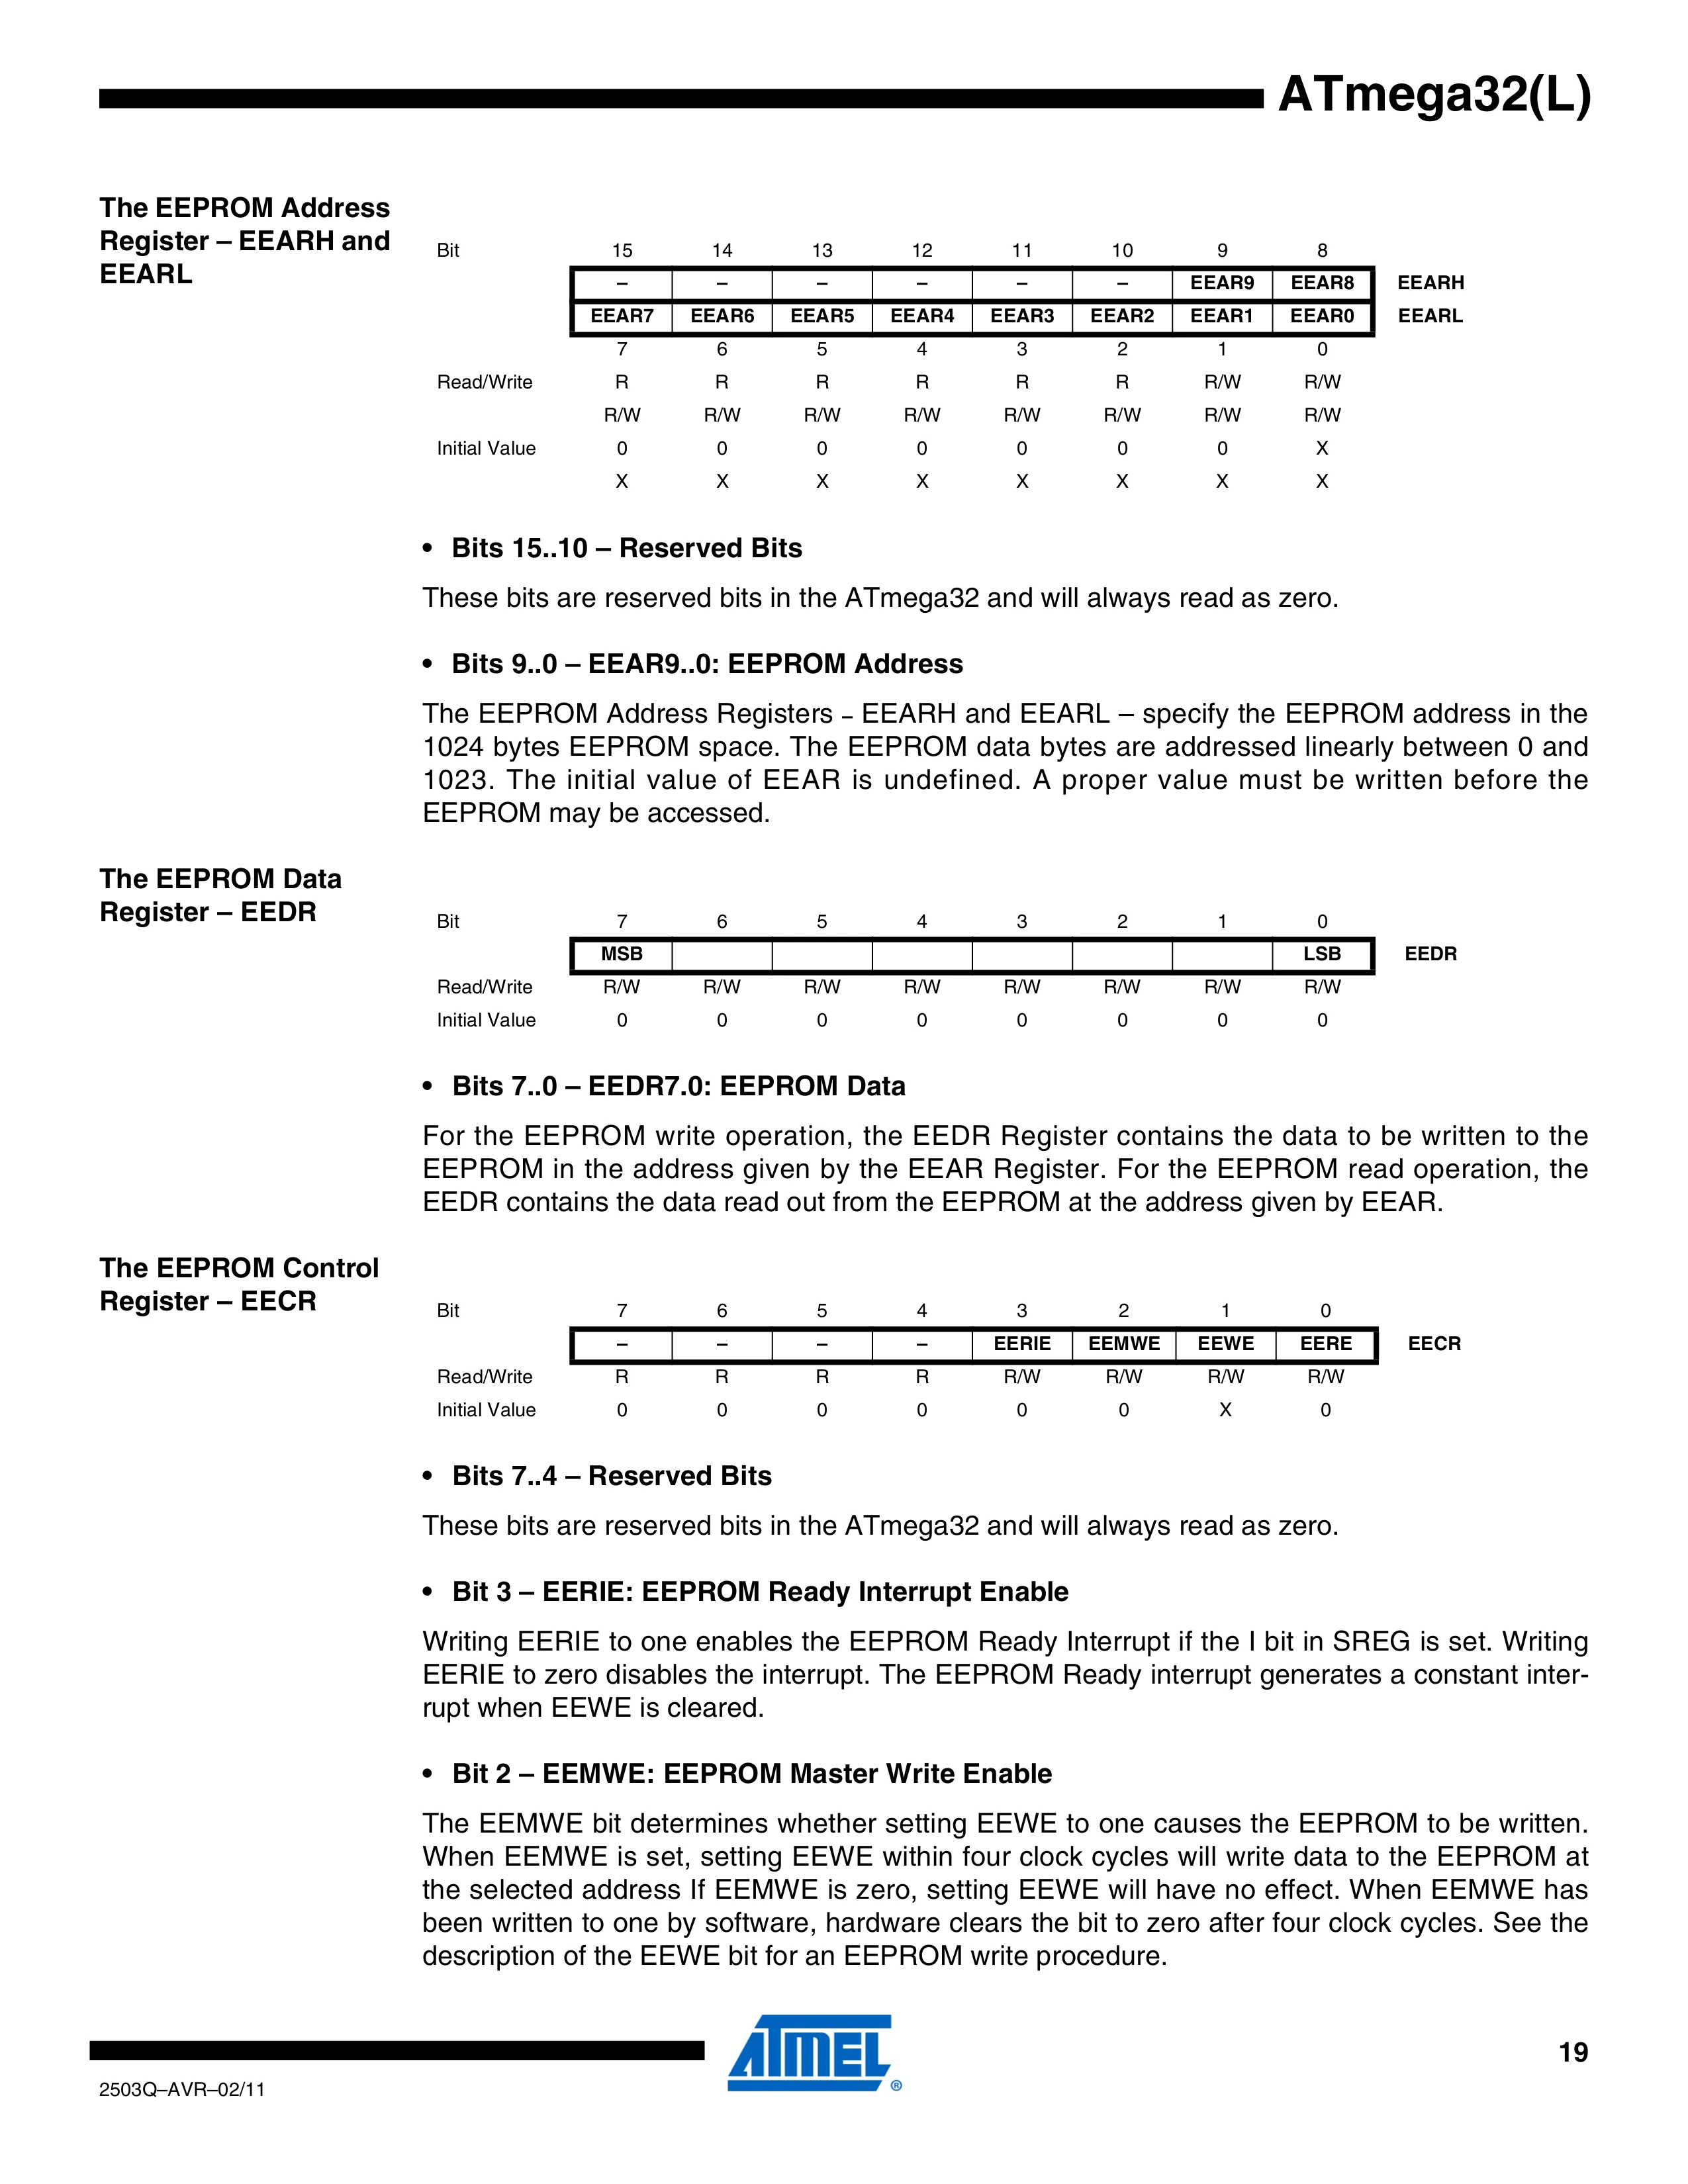 ATmega32(L)
The EEPROM Address
Register – EEARH and
EEARL
Bit 15 14 13 12 11 10 9 8
– – – – – – EEAR9 EEAR8 EEARH
EEAR7 EEAR6 EEAR5 EEAR4 EEAR3 EEAR2 EEAR1 EEAR0 EEARL
7 6 5 4 3 2 1 0
Read/Write R R R R R R R/W R/W
R/W R/W R/W R/W R/W R/W R/W R/W
Initial Value 0 0 0 0 0 0 0 X
X X X X X X X X
• Bits 15..10 – Reserved Bits
These bits are reserved bits in the ATmega32 and will always read as zero.
• Bits 9..0 – EEAR9..0: EEPROM Address
The EEPROM Address Registers – EEARH and EEARL – specify the EEPROM address in the
1024 bytes EEPROM space. The EEPROM data bytes are addressed linearly between 0 and
1023. The initial value of EEAR is undefined. A proper value must be written before the
EEPROM may be accessed.
The EEPROM Data
Register – EEDR
Bit 7 6 5 4 3 2 1 0
MSB LSB EEDR
Read/Write R/W R/W R/W R/W R/W R/W R/W R/W
Initial Value 0 0 0 0 0 0 0 0
• Bits 7..0 – EEDR7.0: EEPROM Data
For the EEPROM write operation, the EEDR Register contains the data to be written to the
EEPROM in the address given by the EEAR Register. For the EEPROM read operation, the
EEDR contains the data read out from the EEPROM at the address given by EEAR.
The EEPROM Control
Register – EECR
Bit 7 6 5 4 3 2 1 0
– – – – EERIE EEMWE EEWE EERE EECR
Read/Write R R R R R/W R/W R/W R/W
Initial Value 0 0 0 0 0 0 X 0
• Bits 7..4 – Reserved Bits
These bits are reserved bits in the ATmega32 and will always read as zero.
• Bit 3 – EERIE: EEPROM Ready Interrupt Enable
Writing EERIE to one enables the EEPROM Ready Interrupt if the I bit in SREG is set. Writing
EERIE to zero disables the interrupt. The EEPROM Ready interrupt generates a constant inter-
rupt when EEWE is cleared.
• Bit 2 – EEMWE: EEPROM Master Write Enable
The EEMWE bit determines whether setting EEWE to one causes the EEPROM to be written.
When EEMWE is set, setting EEWE within four clock cycles will write data to the EEPROM at
the selected address If EEMWE is zero, setting EEWE will have no effect. When EEMWE has
been written to one by software, hardware clears the bit to zero after four clock cycles. See the
description of the EEWE bit for an EEPROM write procedure.
ATMEL ®
19
2503Q–AVR–02/11